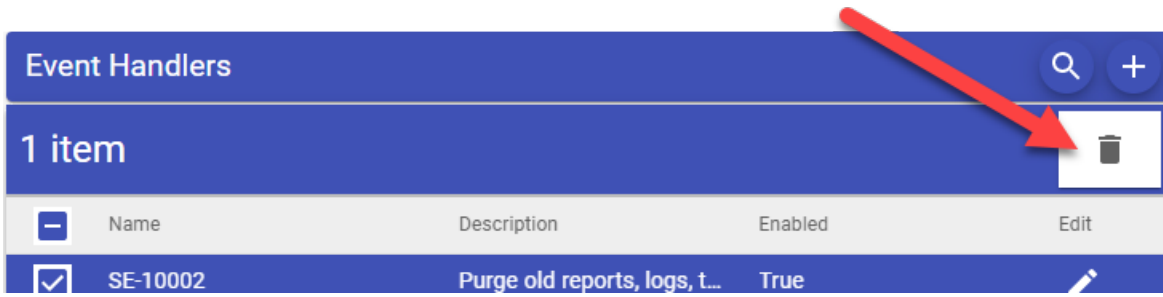 Event Handlers
1 item
Name Description Enabled Edit
SE-10002 Purge old reports, logs, t... True